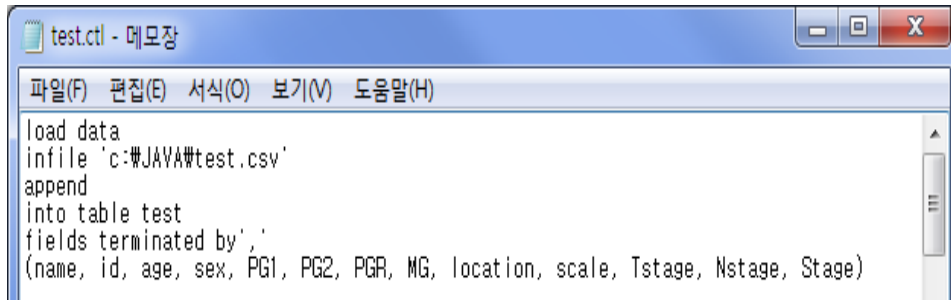 test.ctl - 메모장
파일(F) 편집(E) 서식(O) 보기(V) 도움말(H)
load data
infile 'c:₩JAVA₩test.csv'
append
into table test
fields terminated by','
(name, id, age, sex, PG1, PG2, PGR, MG, location, scale, Tstage, Nstage, Stage)